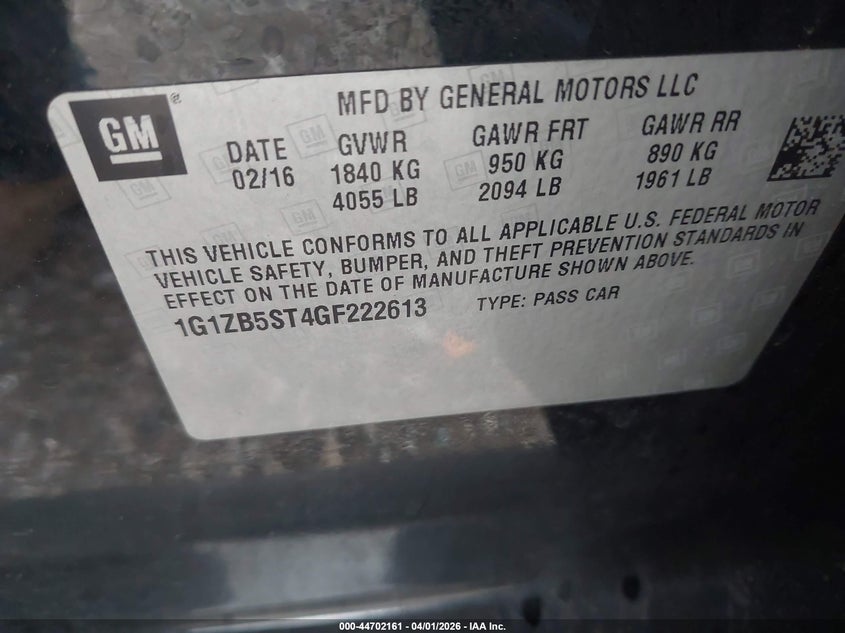 GM
MFD BY GENERAL MOTORS LLC
DATE GVWR GAWR FRT GAWR RR
02/16 1840 KG 950 KG 890 KG
4055 LB 2094 LB 1961 LB
THIS VEHICLE CONFORMS TO ALL APPLICABLE U.S. FEDERAL MOTOR
VEHICLE SAFETY, BUMPER, AND THEFT PREVENTION STANDARDS IN
EFFECT ON THE DATE OF MANUFACTURE SHOWN ABOVE.
1G1ZB5ST4GF222613 TYPE: PASS CAR
000-44702161 - 04/01/2026 - IAA Inc.